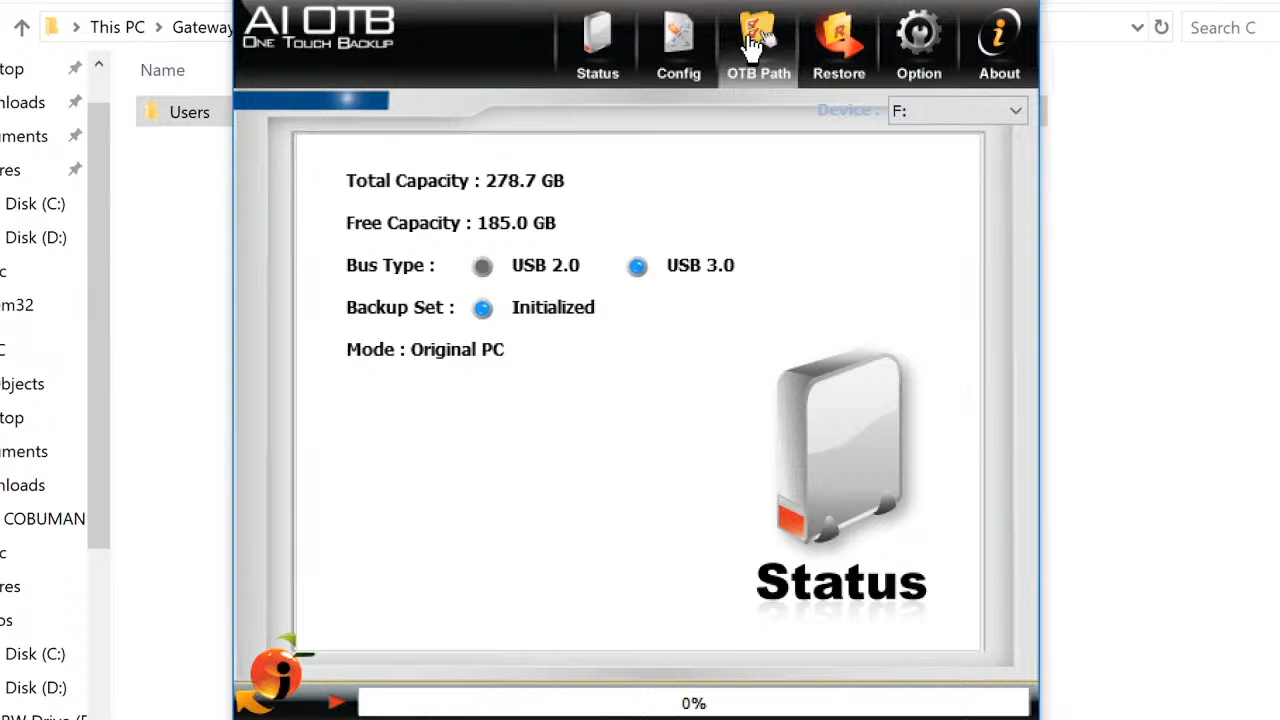 This PC > Gateway
Search C
AI OTB
ONE TOUCH BACKUP
Status
Config
OTB Path
Restore
Option
About
Device :
F:
Name
Users
top
nloads
uments
res
Disk (C:)
Disk (D:)
c
em32
C
Objects
top
uments
nloads
COBUMAN
c
res
os
Disk (C:)
Disk (D:)
Total Capacity : 278.7 GB
Free Capacity : 185.0 GB
Bus Type : USB 2.0 USB 3.0
Backup Set : Initialized
Mode : Original PC
Status
0%